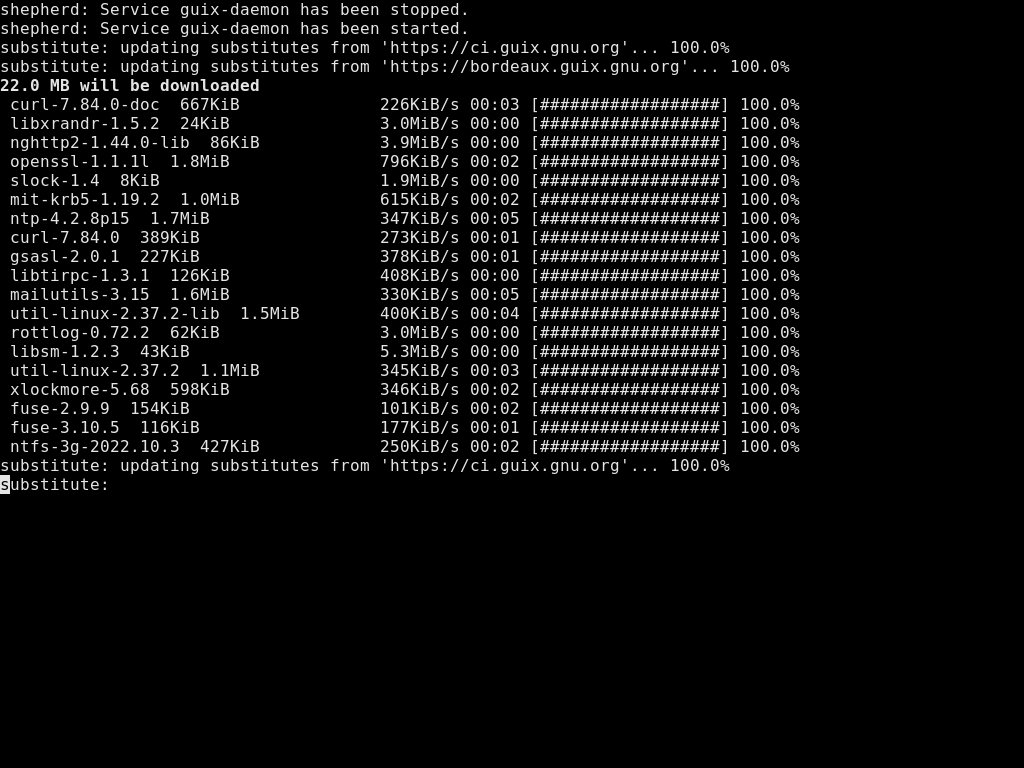 shepherd: Service guix-daemon has been stopped.
shepherd: Service guix-daemon has been started.
substitute: updating substitutes from 'https://ci.guix.gnu.org'... 100.0%
substitute: updating substitutes from 'https://bordeaux.guix.gnu.org'... 100.0%
22.0 MB will be downloaded
 curl-7.84.0-doc  667KiB              226KiB/s 00:03 [##################] 100.0%
 libxrandr-1.5.2  24KiB               3.0MiB/s 00:00 [##################] 100.0%
 nghttp2-1.44.0-lib  86KiB            3.9MiB/s 00:00 [##################] 100.0%
 openssl-1.1.1l  1.8MiB               796KiB/s 00:02 [##################] 100.0%
 slock-1.4  8KiB                      1.9MiB/s 00:00 [##################] 100.0%
 mit-krb5-1.19.2  1.0MiB              615KiB/s 00:02 [##################] 100.0%
 ntp-4.2.8p15  1.7MiB                 347KiB/s 00:05 [##################] 100.0%
 curl-7.84.0  389KiB                  273KiB/s 00:01 [##################] 100.0%
 gsasl-2.0.1  227KiB                  378KiB/s 00:01 [##################] 100.0%
 libtirpc-1.3.1  126KiB               408KiB/s 00:00 [##################] 100.0%
 mailutils-3.15  1.6MiB               330KiB/s 00:05 [##################] 100.0%
 util-linux-2.37.2-lib  1.5MiB        400KiB/s 00:04 [##################] 100.0%
 rottlog-0.72.2  62KiB                3.0MiB/s 00:00 [##################] 100.0%
 libsm-1.2.3  43KiB                   5.3MiB/s 00:00 [##################] 100.0%
 util-linux-2.37.2  1.1MiB            345KiB/s 00:03 [##################] 100.0%
 xlockmore-5.68  598KiB               346KiB/s 00:02 [##################] 100.0%
 fuse-2.9.9  154KiB                   101KiB/s 00:02 [##################] 100.0%
 fuse-3.10.5  116KiB                  177KiB/s 00:01 [##################] 100.0%
 ntfs-3g-2022.10.3  427KiB            250KiB/s 00:02 [##################] 100.0%
substitute: updating substitutes from 'https://ci.guix.gnu.org'... 100.0%
substitute: